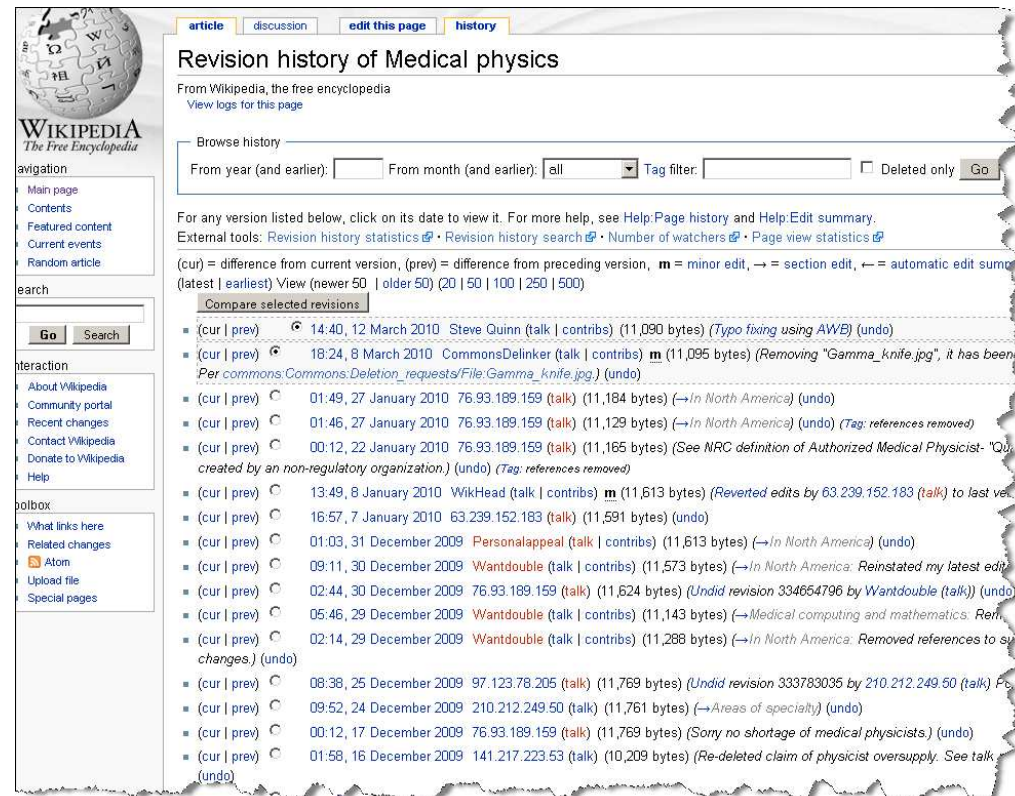 article discussion edit this page history
Revision history of Medical physics
From Wikipedia, the free encyclopedia
View logs for this page
Browse history
From year (and earlier): From month (and earlier): all Tag filter: Deleted only Go
For any version listed below, click on its date to view it. For more help, see Help:Page history and Help:Edit summary.
External tools: Revision history statistics · Revision history search · Number of watchers · Page view statistics
(cur) = difference from current version, (prev) = difference from preceding version, m = minor edit, → = section edit, ← = automatic edit summ
(latest | earliest) View (newer 50 | older 50) (20 | 50 | 100 | 250 | 500)
Compare selected revisions
(cur | prev) 14:40, 12 March 2010 Steve Quinn (talk | contribs) (11,090 bytes) (Typo fixing using AWB) (undo)
(cur | prev) 18:24, 8 March 2010 CommonsDelinker (talk | contribs) m (11,095 bytes) (Removing "Gamma_knife.jpg", it has been
Per commons:Commons:Deletion_requests/File:Gamma_knife.jpg.) (undo)
(cur | prev) 01:49, 27 January 2010 76.93.189.159 (talk) (11,184 bytes) (→In North America) (undo)
(cur | prev) 01:46, 27 January 2010 76.93.189.159 (talk) (11,129 bytes) (→In North America) (undo) (Tag: references removed)
(cur | prev) 00:12, 22 January 2010 76.93.189.159 (talk) (11,165 bytes) (See NRC definition of Authorized Medical Physicist- "Qu
created by an non-regulatory organization.) (undo) (Tag: references removed)
(cur | prev) 13:49, 8 January 2010 WikHead (talk | contribs) m (11,613 bytes) (Reverted edits by 63.239.152.183 (talk) to last ve
(cur | prev) 16:57, 7 January 2010 63.239.152.183 (talk) (11,591 bytes) (undo)
(cur | prev) 01:03, 31 December 2009 Personalappeal (talk | contribs) (11,613 bytes) (→In North America) (undo)
(cur | prev) 09:11, 30 December 2009 Wantdouble (talk | contribs) (11,573 bytes) (→In North America: Reinstated my latest edit
(cur | prev) 02:44, 30 December 2009 76.93.189.159 (talk) (11,624 bytes) (Undid revision 334654796 by Wantdouble (talk)) (undo
(cur | prev) 05:46, 29 December 2009 Wantdouble (talk | contribs) (11,143 bytes) (→Medical computing and mathematics: Rem
(cur | prev) 02:14, 29 December 2009 Wantdouble (talk | contribs) (11,288 bytes) (→In North America: Removed references to su
changes.) (undo)
(cur | prev) 08:38, 25 December 2009 97.123.78.205 (talk) (11,769 bytes) (Undid revision 333783035 by 210.212.249.50 (talk) Po
(cur | prev) 09:52, 24 December 2009 210.212.249.50 (talk) (11,761 bytes) (→Areas of specialty) (undo)
(cur | prev) 00:12, 17 December 2009 76.93.189.159 (talk) (11,769 bytes) (Sorry no shortage of medical physicists.) (undo)
(cur | prev) 01:58, 16 December 2009 141.217.223.53 (talk) (10,209 bytes) (Re-deleted claim of physicist oversupply. See talk
(undo)
WIKIPEDIA
The Free Encyclopedia
avigation
Main page
Contents
Featured content
Current events
Random article
earch
Go Search
nteraction
About Wikipedia
Community portal
Recent changes
Contact Wikipedia
Donate to Wikipedia
Help
oolbox
What links here
Related changes
Atom
Upload file
Special pages